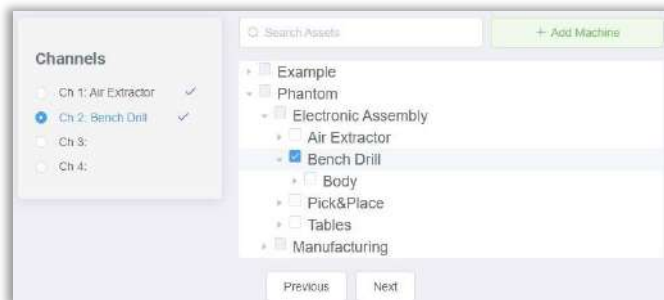 Channels
Ch 1: Air Extractor
Ch 2: Bench Drill
Ch 3:
Ch 4:
Search Assets
+ Add Machine
Example
Phantom
Electronic Assembly
Air Extractor
Bench Drill
Body
Pick&Place
Tables
Manufacturing
Previous
Next